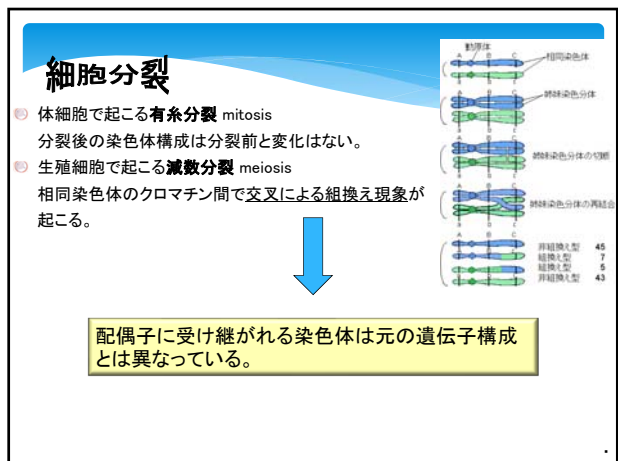 細胞分裂
体細胞で起こる有糸分裂 mitosis
分裂後の染色体構成は分裂前と変化はない。
生殖細胞で起こる減数分裂 meiosis
相同染色体のクロマチン間で交叉による組換え現象が
起こる。
配偶子に受け継がれる染色体は元の遺伝子構成
とは異なっている。
動原体
A B C
相同染色体
姉妹染色分体
姉妹染色分体の切断
姉妹染色分体の再結合
非組換え型 45
組換え型 7
組換え型 5
非組換え型 43